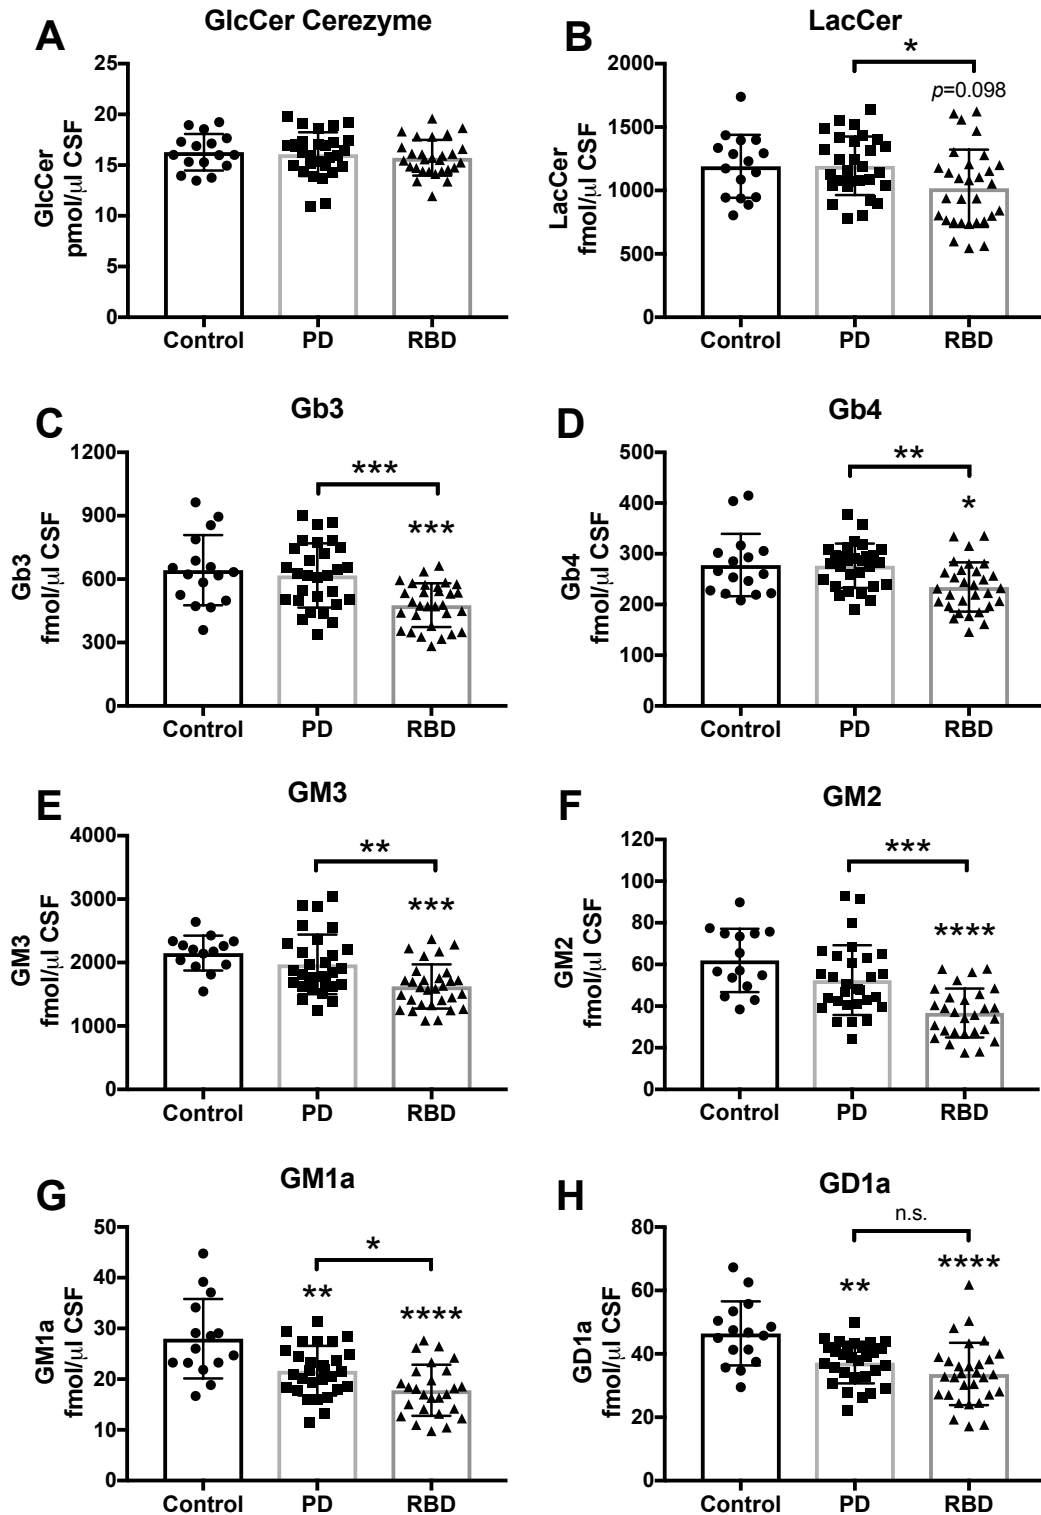 A
GlcCer Cerezyme
GlcCer
pmol/µl CSF
25
20
15
10
5
0
Control PD RBD
B
LacCer
*
p=0.098
LacCer
fmol/µl CSF
2000
1500
1000
500
0
Control PD RBD
C
Gb3
***
***
Gb3
fmol/µl CSF
1200
900
600
300
0
Control PD RBD
D
Gb4
**
*
Gb4
fmol/µl CSF
500
400
300
200
100
0
Control PD RBD
E
GM3
**
***
GM3
fmol/µl CSF
4000
3000
2000
1000
0
Control PD RBD
F
GM2
***
****
GM2
fmol/µl CSF
120
100
80
60
40
20
0
Control PD RBD
G
GM1a
*
**
****
GM1a
fmol/µl CSF
50
40
30
20
10
0
Control PD RBD
H
GD1a
n.s.
**
****
GD1a
fmol/µl CSF
80
60
40
20
0
Control PD RBD